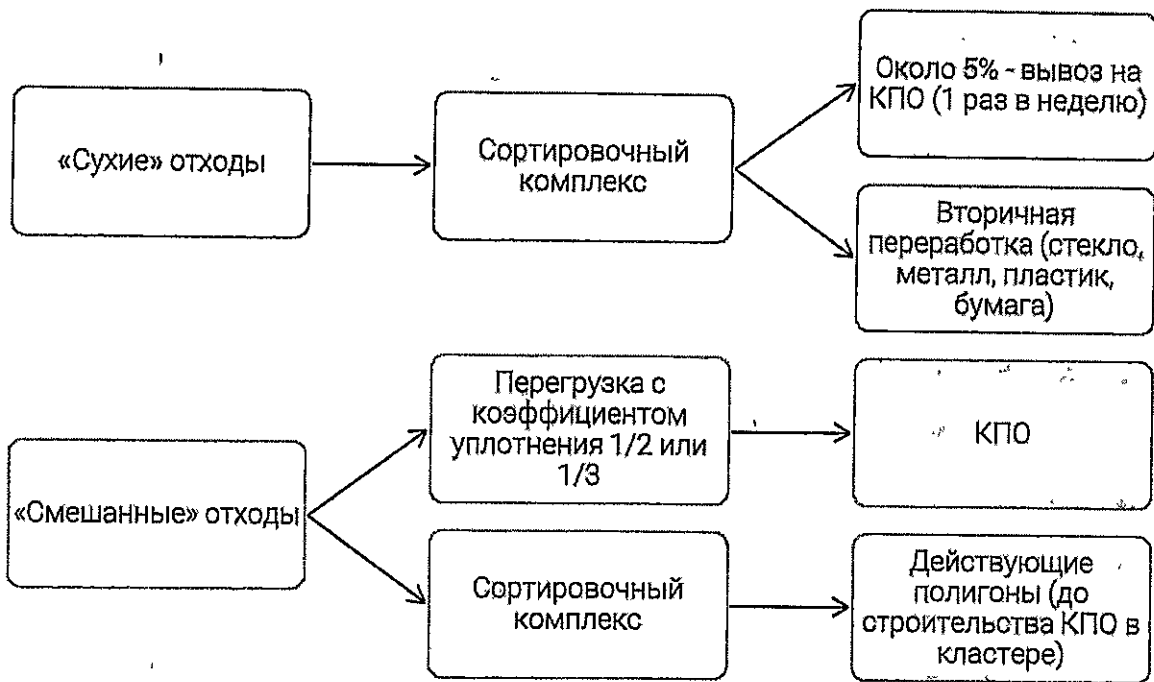 «Сухие» отходы
Сортировочный
комплекс
Около 5% - вывоз на
КПО (1 раз в неделю)
Вторичная
переработка (стекло,
металл, пластик,
бумага)
«Смешанные» отходы
Перегрузка с
коэффициентом
уплотнения 1/2 или
1/3
КПО
Сортировочный
комплекс
Действующие
полигоны (до
строительства КПО в
кластере)